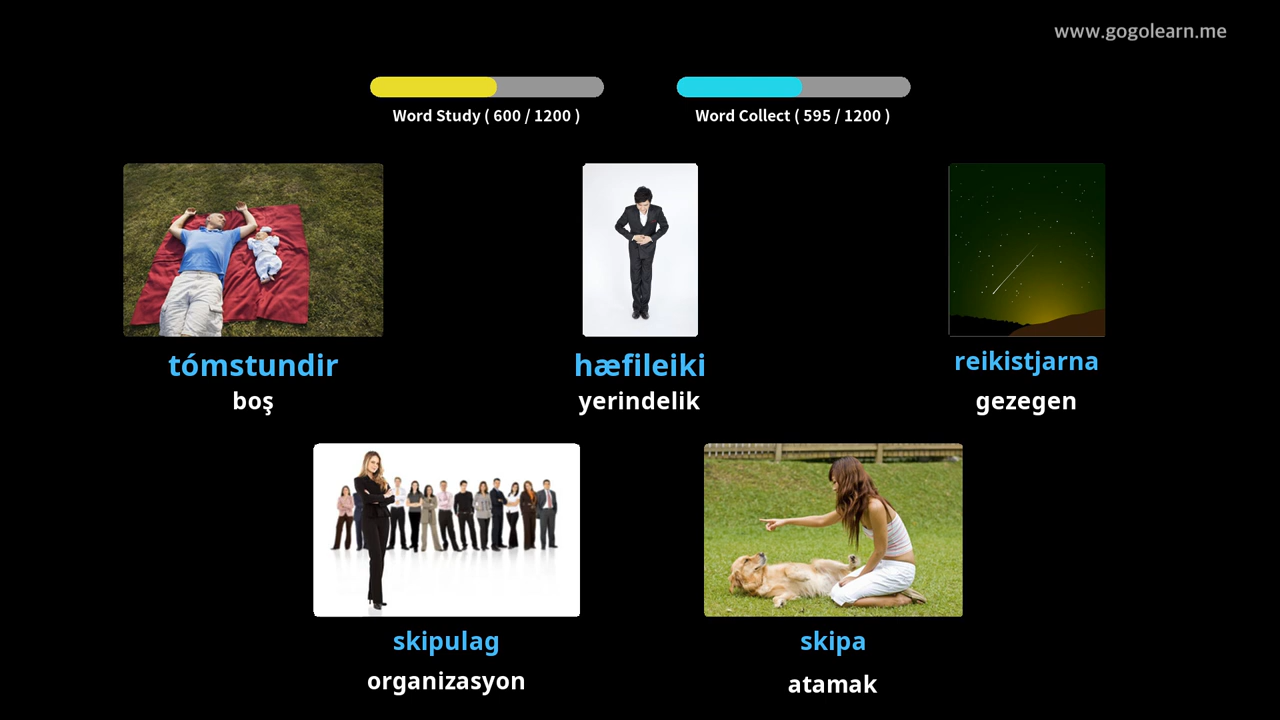 www.gogolearn.me
Word Study ( 600 / 1200 )
Word Collect ( 595 / 1200 )
tómstundir
boş
hæfileiki
yerindelik
reikistjarna
gezegen
skipulag
organizasyon
skipa
atamak